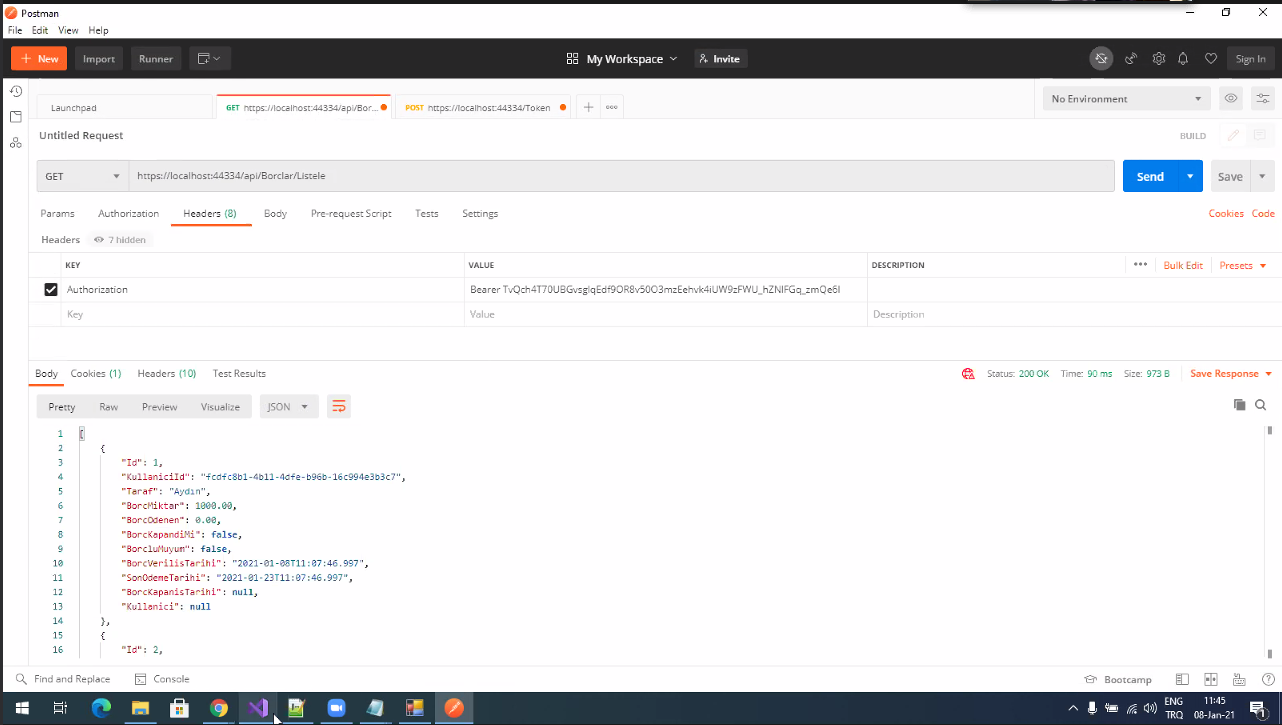 Postman
File Edit View Help
+ New Import Runner My Workspace Invite Sign In
Launchpad GET https://localhost:44334/api/Bor... POST https://localhost:44334/Token + ••• No Environment
Untitled Request BUILD
GET https://localhost:44334/api/Borclar/Listele Send Save
Params Authorization Headers (8) Body Pre-request Script Tests Settings Cookies Code
Headers 7 hidden
KEY VALUE DESCRIPTION ••• Bulk Edit Presets
Authorization Bearer
Key Value Description
Body Cookies (1) Headers (10) Test Results Status: 200 OK Time: 90 ms Size: 973 B Save Response
Pretty Raw Preview Visualize JSON
1 [
2 {
3 "Id": 1,
4 "KullaniciId": "fcdfc8b1-4b11-4dfe-b96b-16c994e3b3c7",
5 "Taraf": "Aydın",
6 "BorcMiktar": 1000.00,
7 "BorcOdenen": 0.00,
8 "BorcKapandiMi": false,
9 "BorcluMuyum": false,
10 "BorcVerilisTarihi": "2021-01-08T11:07:46.997",
11 "SonOdemeTarihi": "2021-01-23T11:07:46.997",
12 "BorcKapanisTarihi": null,
13 "Kullanici": null
14 },
15 {
16 "Id": 2,
Find and Replace Console Bootcamp
ENG 11:45
TRQ 08-Jan-21 1